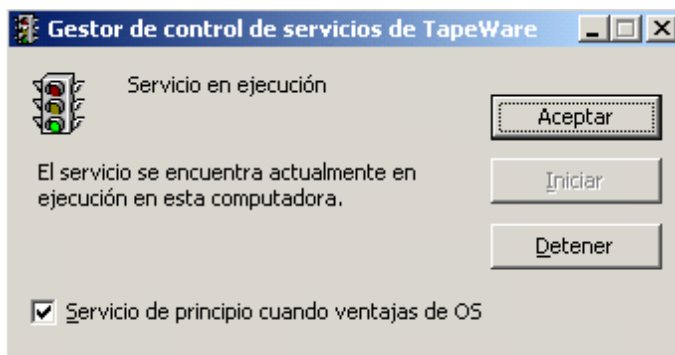 Gestor de control de servicios de TapeWare
Servicio en ejecución
Aceptar
El servicio se encuentra actualmente en
ejecución en esta computadora.
Iniciar
Detener
Servicio de principio cuando ventajas de OS